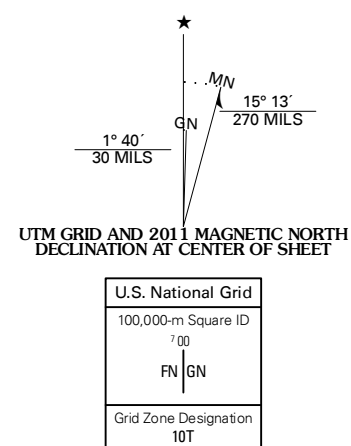 ★
MN
15° 13´
270 MILS
GN
1° 40´
30 MILS
UTM GRID AND 2011 MAGNETIC NORTH
DECLINATION AT CENTER OF SHEET
U.S. National Grid
100,000-m Square ID
7 00
FN GN
Grid Zone Designation
10T